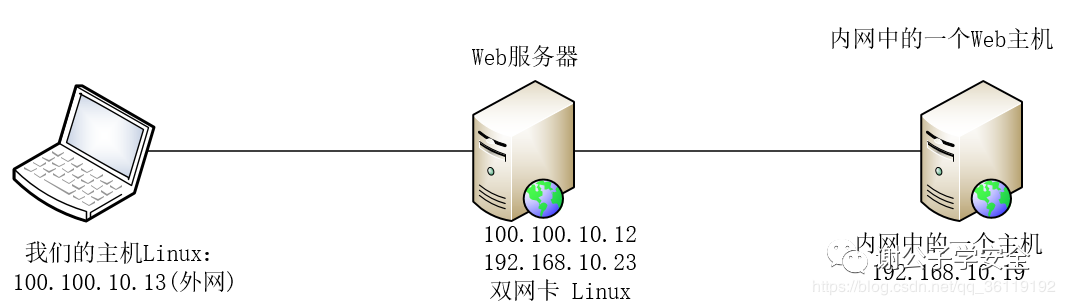 内网中的一个Web主机
Web服务器
我们的主机Linux:
100.100.10.13(外网)
100.100.10.12
192.168.10.23
双网卡 Linux
内网中的一个主机
192.168.10.19
谢公子学安全
https://blog.csdn.net/qq_36119192